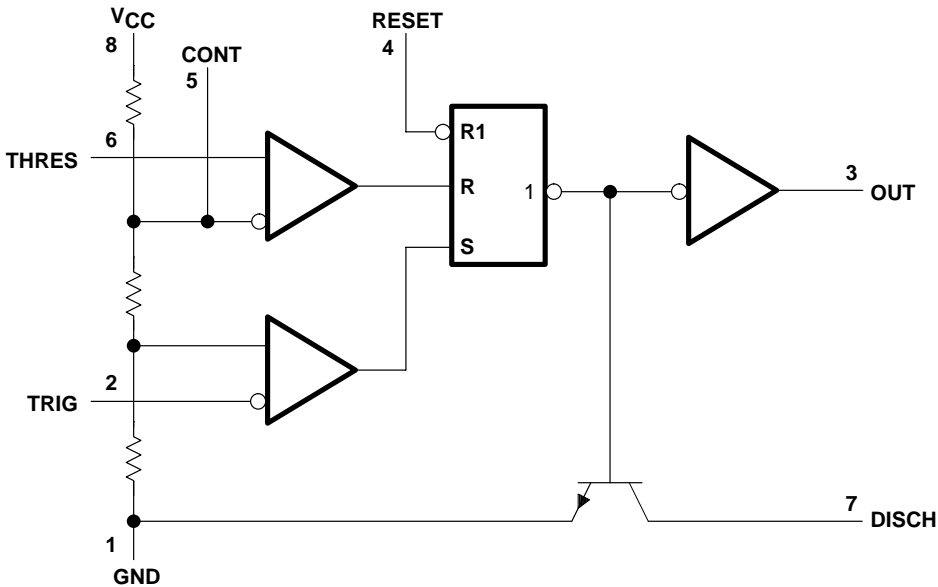 VCC
8
CONT
5
RESET
4
6
THRES
R1
R
1
S
3
OUT
2
TRIG
7
DISCH
1
GND